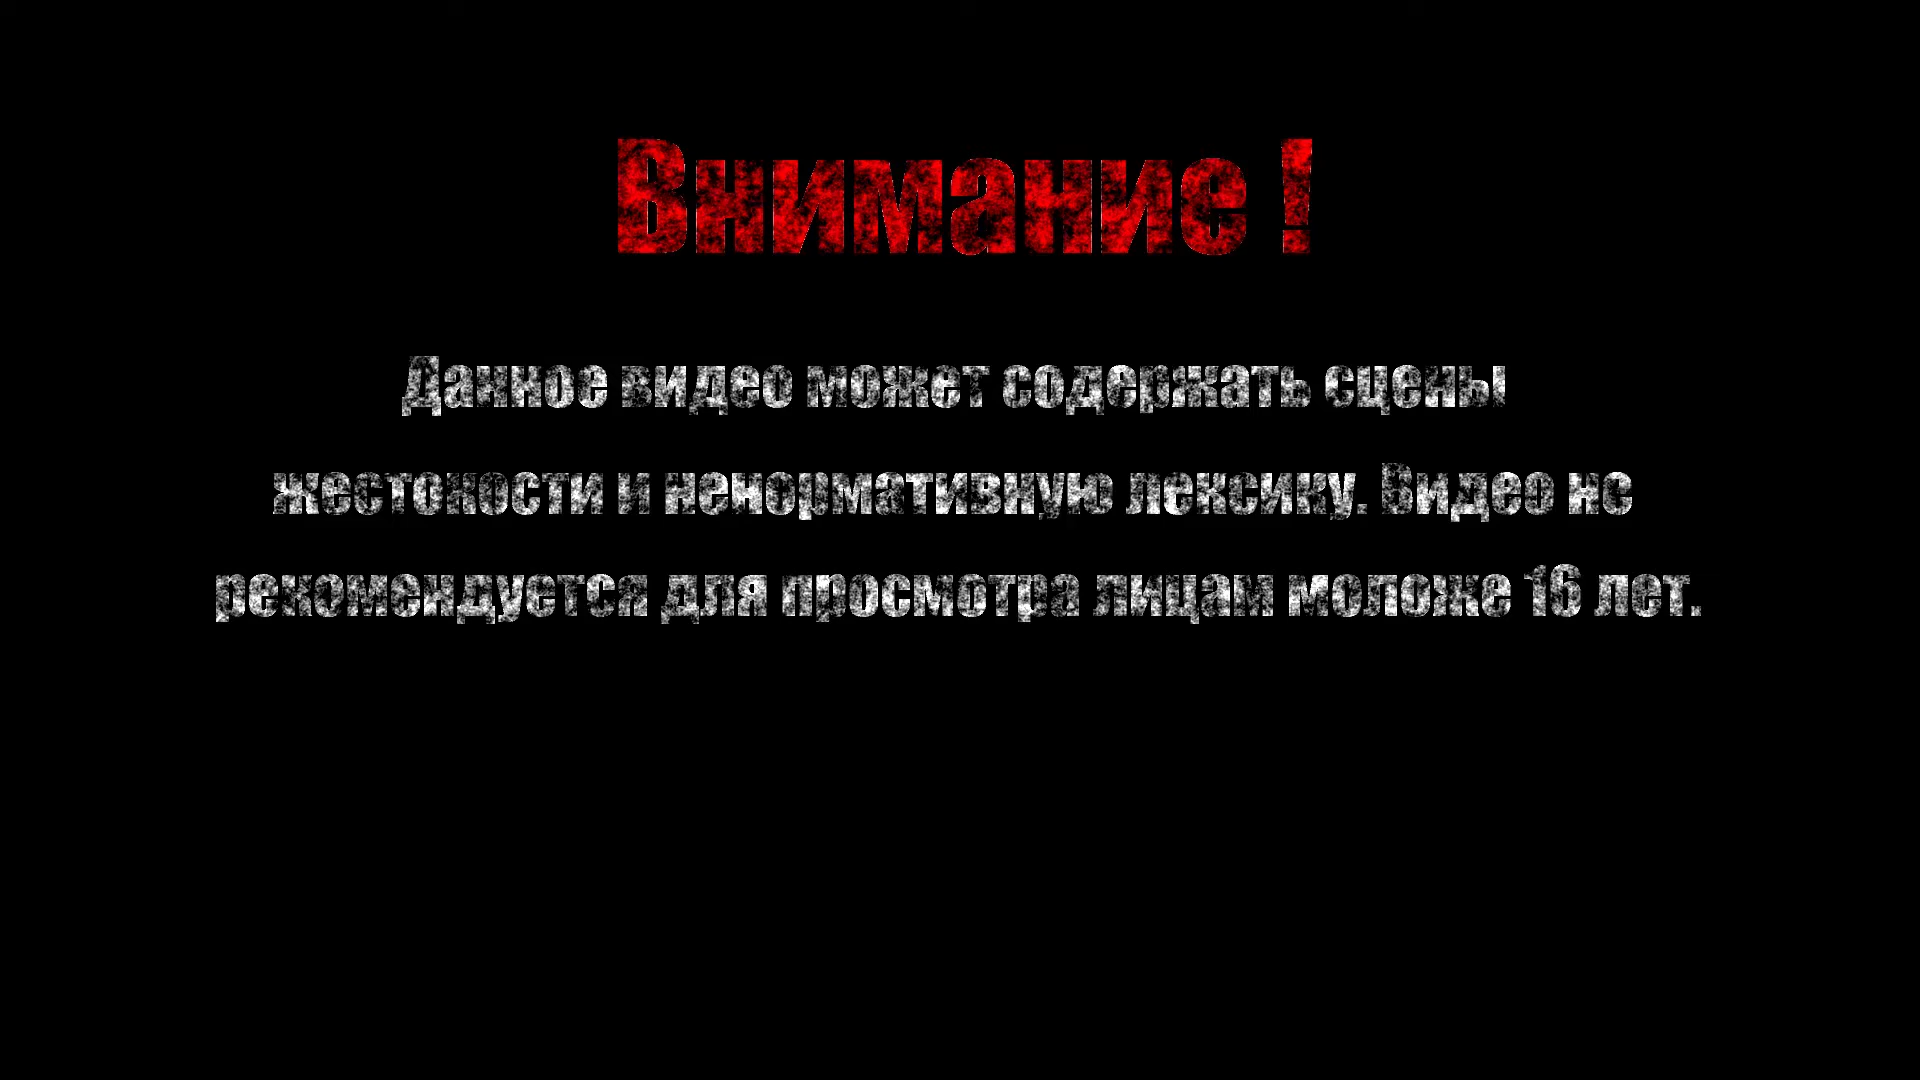 Внимание !
Данное видео может содержать сцены
жестокости и ненормативную лексику. Видео не
рекомендуется для просмотра лицам моложе 16 лет.